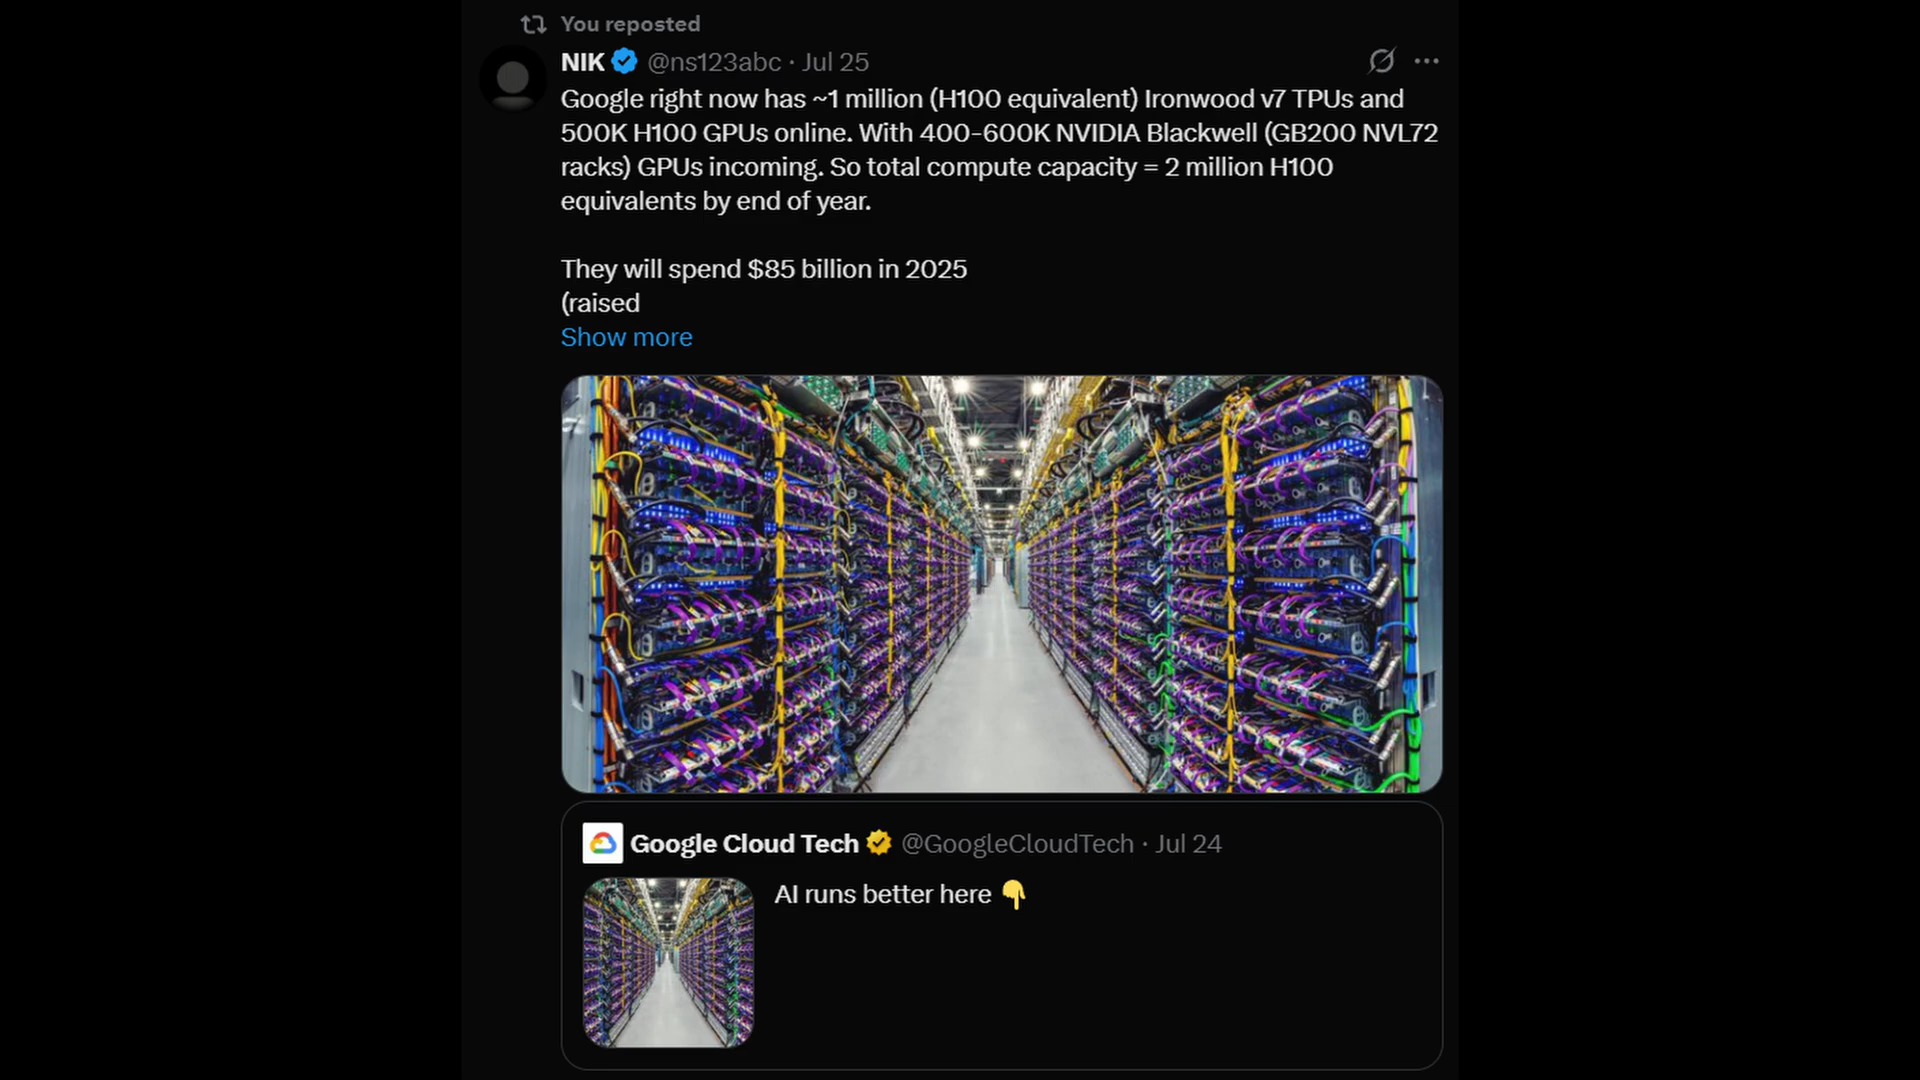 You reposted
NIK @ns123abc · Jul 25
Google right now has ~1 million (H100 equivalent) Ironwood v7 TPUs and
500K H100 GPUs online. With 400-600K NVIDIA Blackwell (GB200 NVL72
racks) GPUs incoming. So total compute capacity = 2 million H100
equivalents by end of year.
They will spend $85 billion in 2025
(raised
Show more
Google Cloud Tech @GoogleCloudTech · Jul 24
AI runs better here 👇